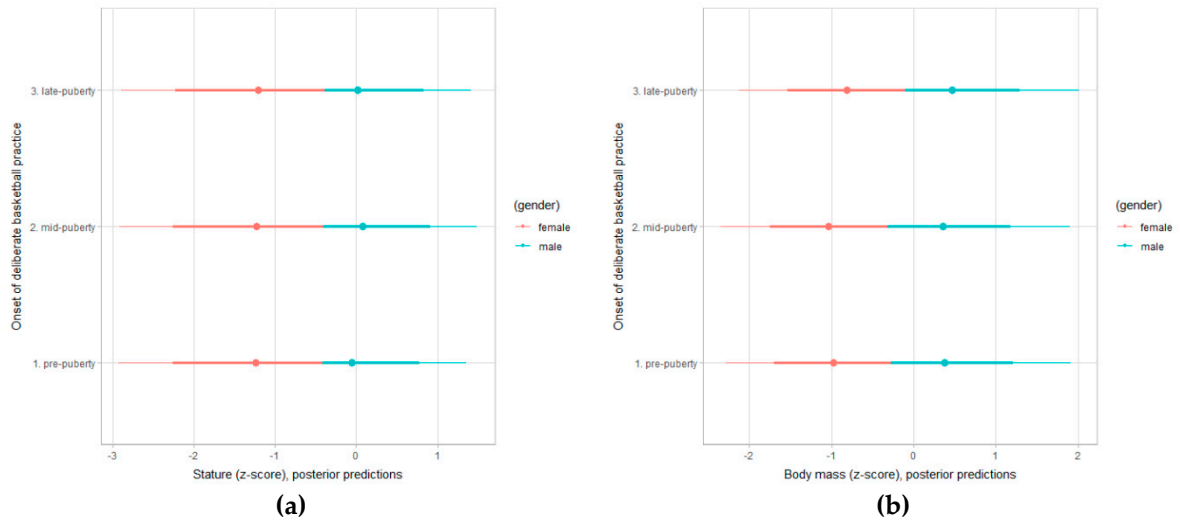 Onset of deliberate basketball practice
3. late-puberty
2. mid-puberty
1. pre-puberty
-3 -2 -1 0 1
Stature (z-score), posterior predictions
(gender)
female
male
(a)
Onset of deliberate basketball practice
3. late-puberty
2. mid-puberty
1. pre-puberty
-2 -1 0 1 2
Body mass (z-score), posterior predictions
(gender)
female
male
(b)